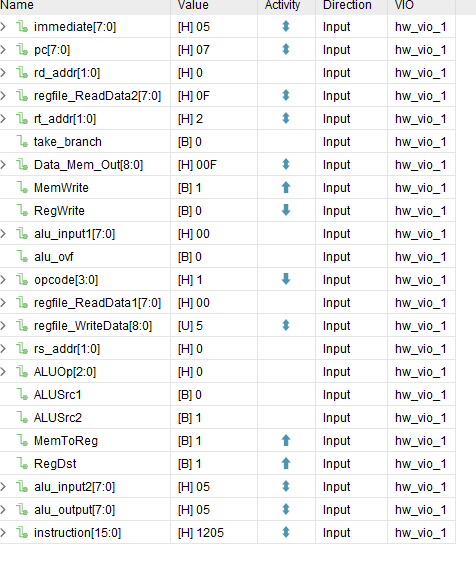 Name Value Activity Direction VIO
immediate[7:0] [H] 05 Input hw_vio_1
pc[7:0] [H] 07 Input hw_vio_1
rd_addr[1:0] [H] 0 Input hw_vio_1
regfile_ReadData2[7:0] [H] 0F Input hw_vio_1
rt_addr[1:0] [H] 2 Input hw_vio_1
take_branch [B] 0 Input hw_vio_1
Data_Mem_Out[8:0] [H] 00F Input hw_vio_1
MemWrite [B] 1 Input hw_vio_1
RegWrite [B] 0 Input hw_vio_1
alu_input1[7:0] [H] 00 Input hw_vio_1
alu_ovf [B] 0 Input hw_vio_1
opcode[3:0] [H] 1 Input hw_vio_1
regfile_ReadData1[7:0] [H] 00 Input hw_vio_1
regfile_WriteData[8:0] [U] 5 Input hw_vio_1
rs_addr[1:0] [H] 0 Input hw_vio_1
ALUOp[2:0] [H] 0 Input hw_vio_1
ALUSrc1 [B] 0 Input hw_vio_1
ALUSrc2 [B] 1 Input hw_vio_1
MemToReg [B] 1 Input hw_vio_1
RegDst [B] 1 Input hw_vio_1
alu_input2[7:0] [H] 05 Input hw_vio_1
alu_output[7:0] [H] 05 Input hw_vio_1
instruction[15:0] [H] 1205 Input hw_vio_1